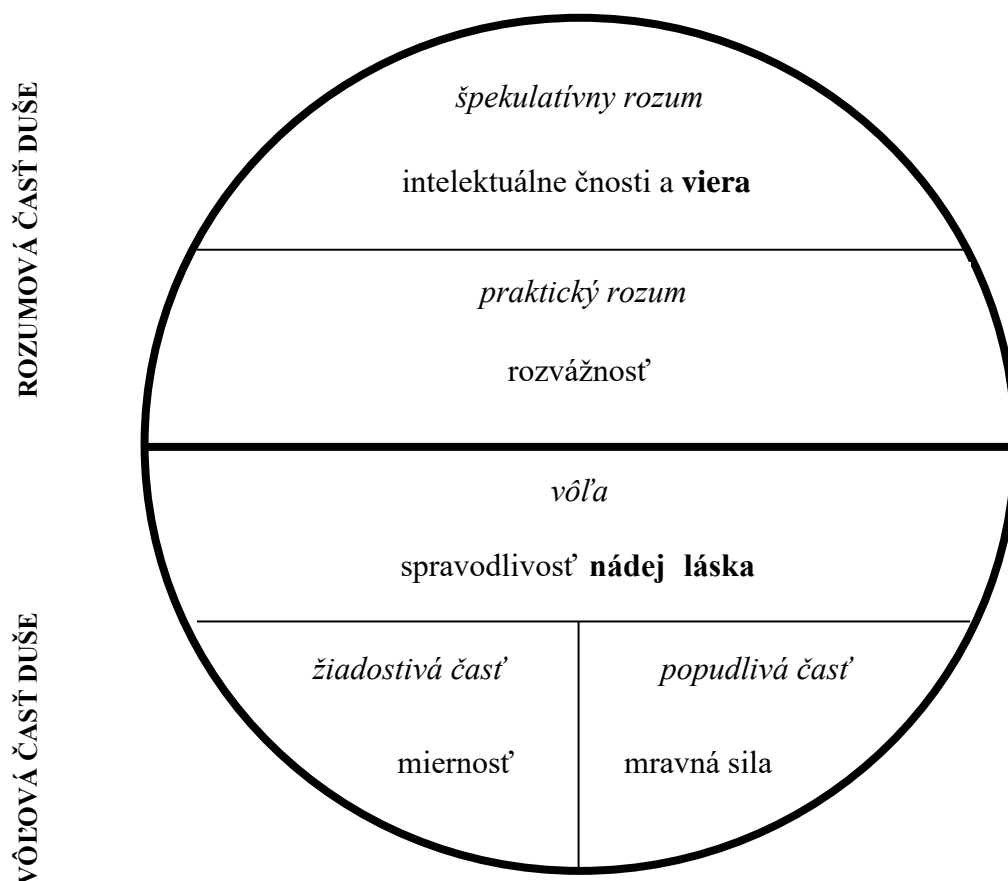 ROZUMOVÁ ČASŤ DUŠE
špekulatívny rozum
intelektuálne čnosti a viera
praktický rozum
rozvážnosť
VÔĽOVÁ ČASŤ DUŠE
vôľa
spravodlivosť nádej láska
žiadostivá časť
popudlivá časť
miernosť
mravná sila